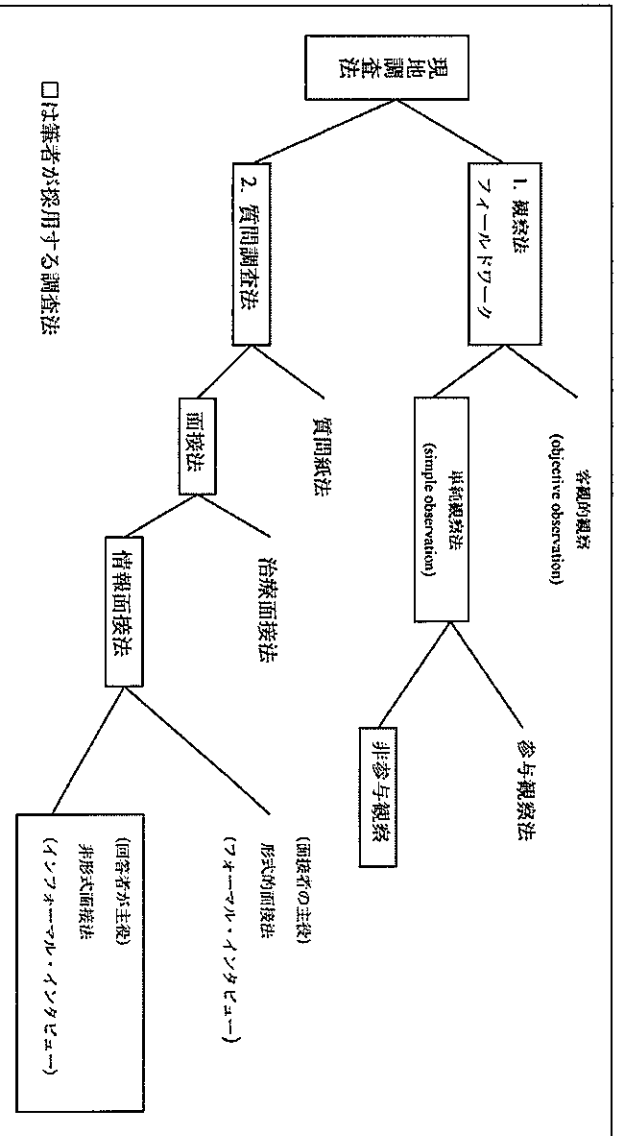 現地調査法
1. 観察法
フィールドワーク
客観的観察
(objective observation)
単純観察法
(simple observation)
参与観察法
非参与観察
2. 質問調査法
質問紙法
面接法
治療面接法
情報面接法
(面接者の主役)
形式的面接法
(フォーマル・インタビュー)
(回答者が主役)
非形式面接法
(インフォーマル・インタビュー)
□は筆者が採用する調査法